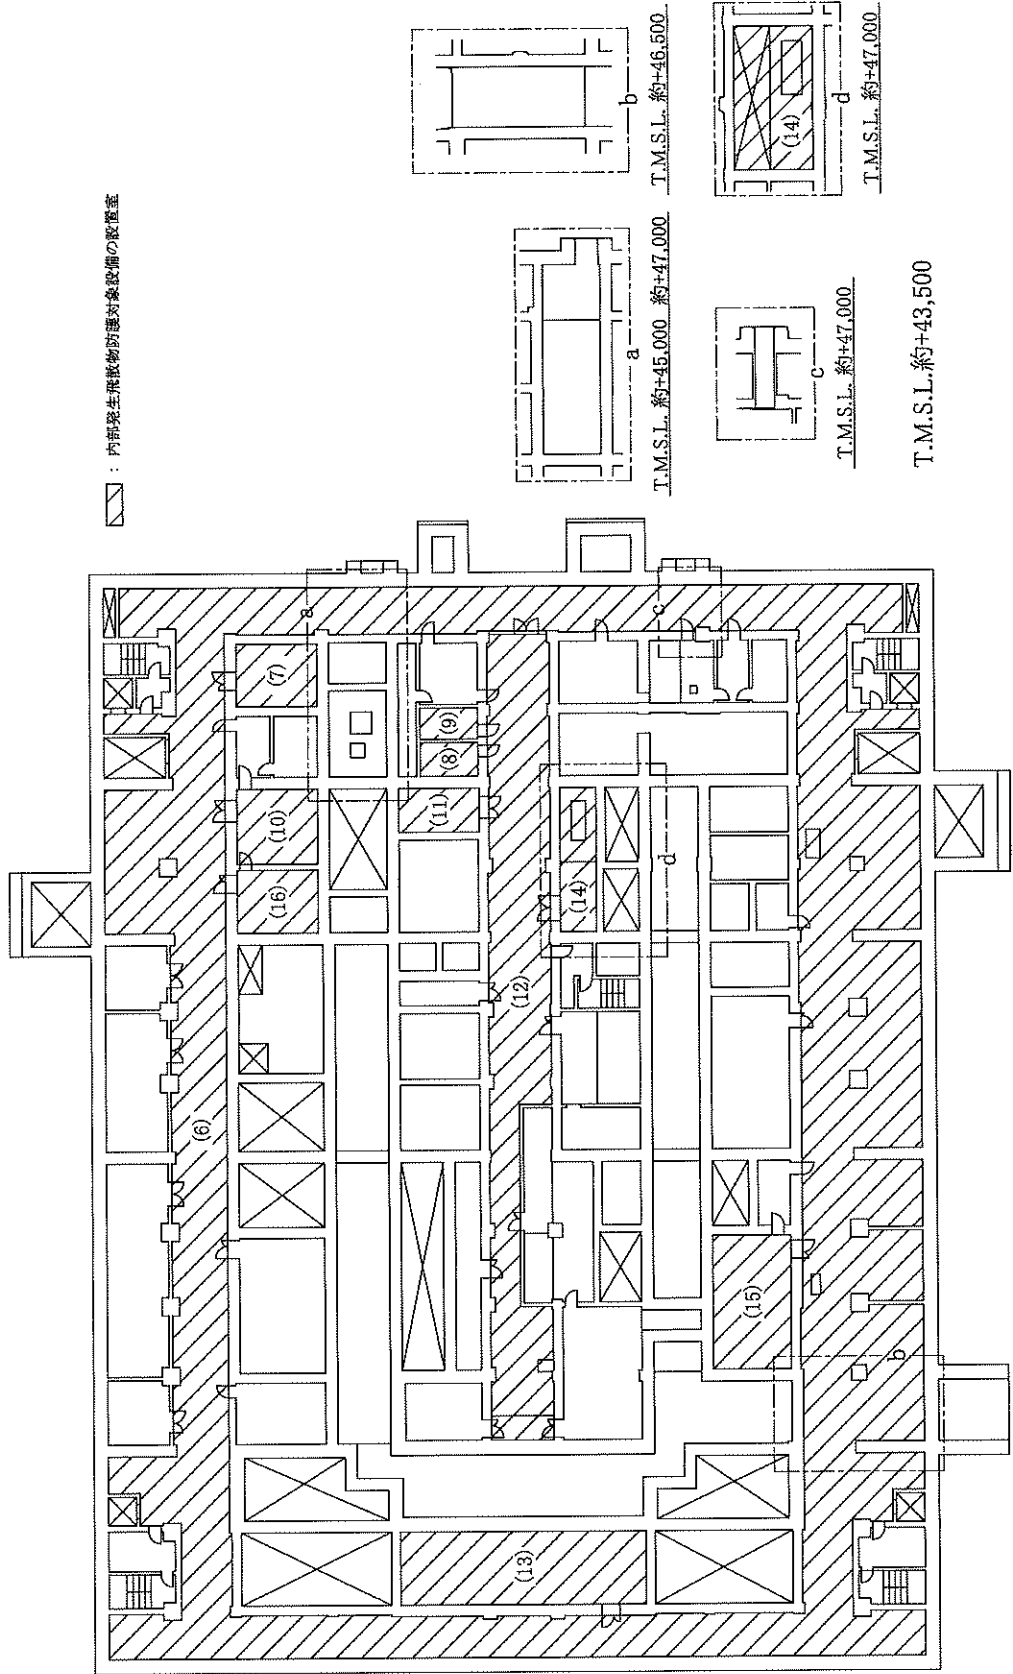 ： 内部発生飛散物防護対象設備の設置室
(6)
(7)
(8)
(9)
(10)
(11)
(12)
(13)
(14)
(15)
(16)
a
b
c
d
a
T.M.S.L. 約+45,000 約+47,000
b
T.M.S.L. 約+46,500
c
T.M.S.L. 約+47,000
(14)
d
T.M.S.L. 約+47,000
T.M.S.L.約+43,500